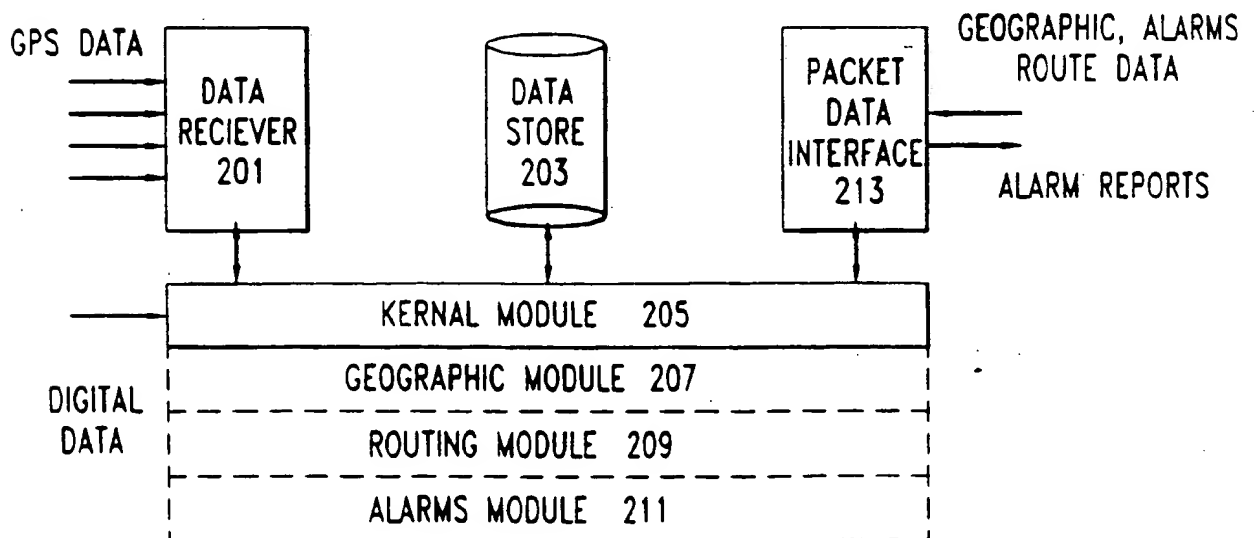 GPS DATA
DATA
RECIEVER
201
DATA
STORE
203
PACKET
DATA
INTERFACE
213
GEOGRAPHIC, ALARMS
ROUTE DATA
ALARM REPORTS
KERNAL MODULE 205
GEOGRAPHIC MODULE 207
DIGITAL
DATA
ROUTING MODULE 209
ALARMS MODULE 211